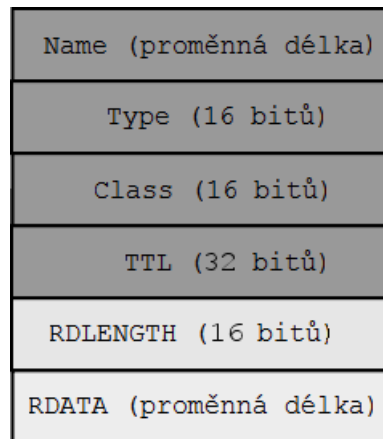 Name (proměnná délka)
Type (16 bitů)
Class (16 bitů)
TTL (32 bitů)
RDLENGTH (16 bitů)
RDATA (proměnná délka)